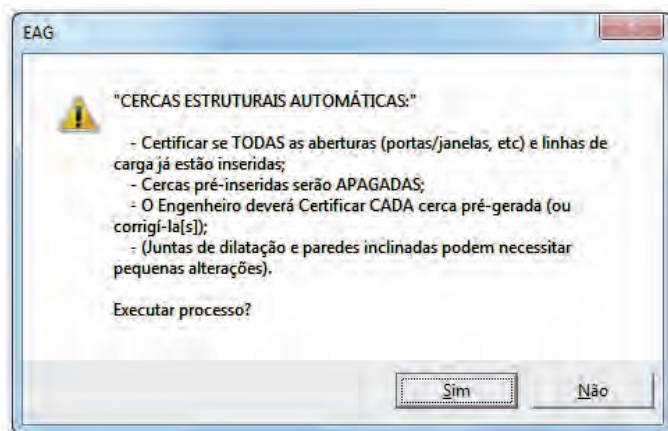 EAG
"CERCAS ESTRUTURAIS AUTOMÁTICAS:"
- Certificar se TODAS as aberturas (portas/janelas, etc) e linhas de
carga já estão inseridas;
- Cercas pré-inseridas serão APAGADAS;
- O Engenheiro deverá Certificar CADA cerca pré-gerada (ou
corrigí-la[s]);
- (Juntas de dilatação e paredes inclinadas podem necessitar
pequenas alterações).
Executar processo?
Sim
Não